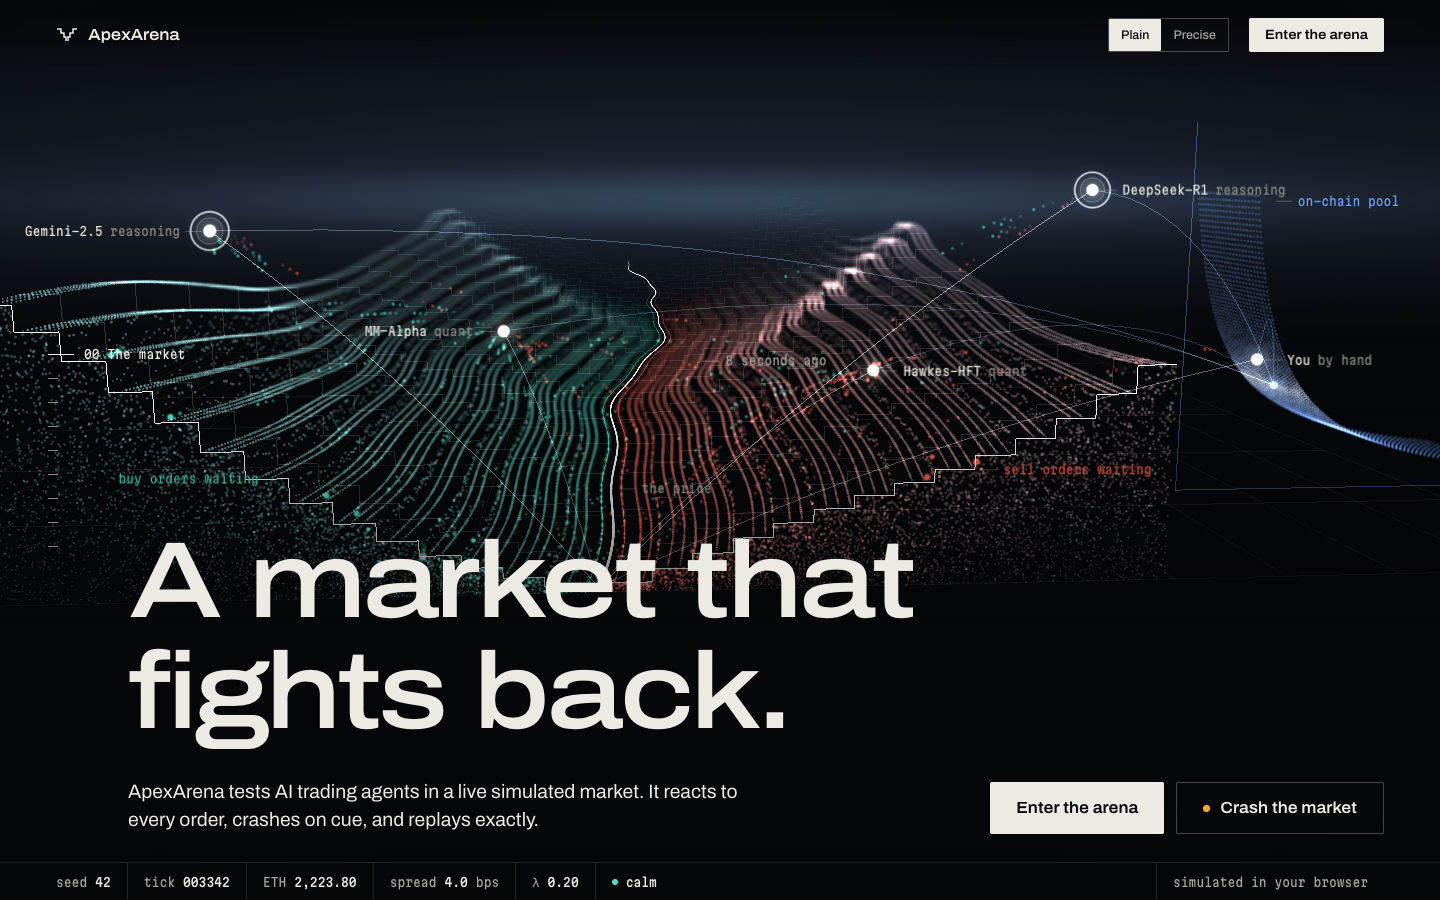 ApexArena
Plain
Precise
Enter the arena
DeepSeek-R1 reasoning
on-chain pool
Gemini-2.5 reasoning
MM-Alpha quant
00 The market
8 seconds ago
You by hand
Hawkes-HFT quant
buy orders waiting
sell orders waiting
the price
A market that
fights back.
ApexArena tests AI trading agents in a live simulated market. It reacts to
every order, crashes on cue, and replays exactly.
Enter the arena
Crash the market
seed 42
tick 003342
ETH 2,223.80
spread 4.0 bps
λ 0.20
calm
simulated in your browser